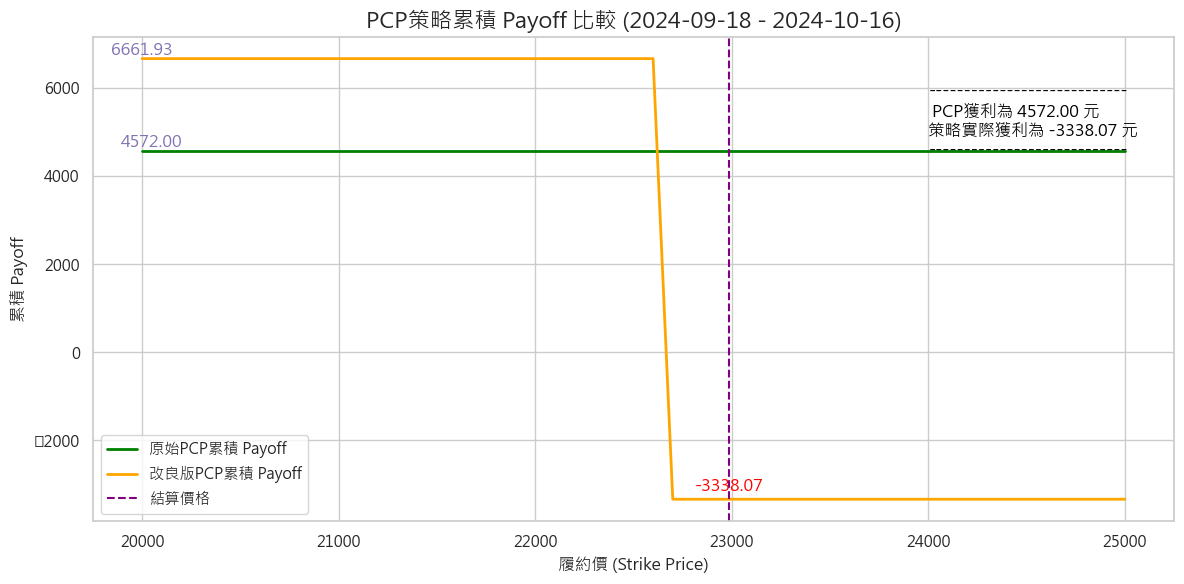 PCP策略累積 Payoff 比較 (2024-09-18 - 2024-10-16)
6661.93
4572.00
PCP獲利為 4572.00 元
策略實際獲利為 -3338.07 元
-3338.07
累積 Payoff
6000
4000
2000
0
▯2000
原始PCP累積 Payoff
改良版PCP累積 Payoff
結算價格
20000
21000
22000
23000
24000
25000
履約價 (Strike Price)